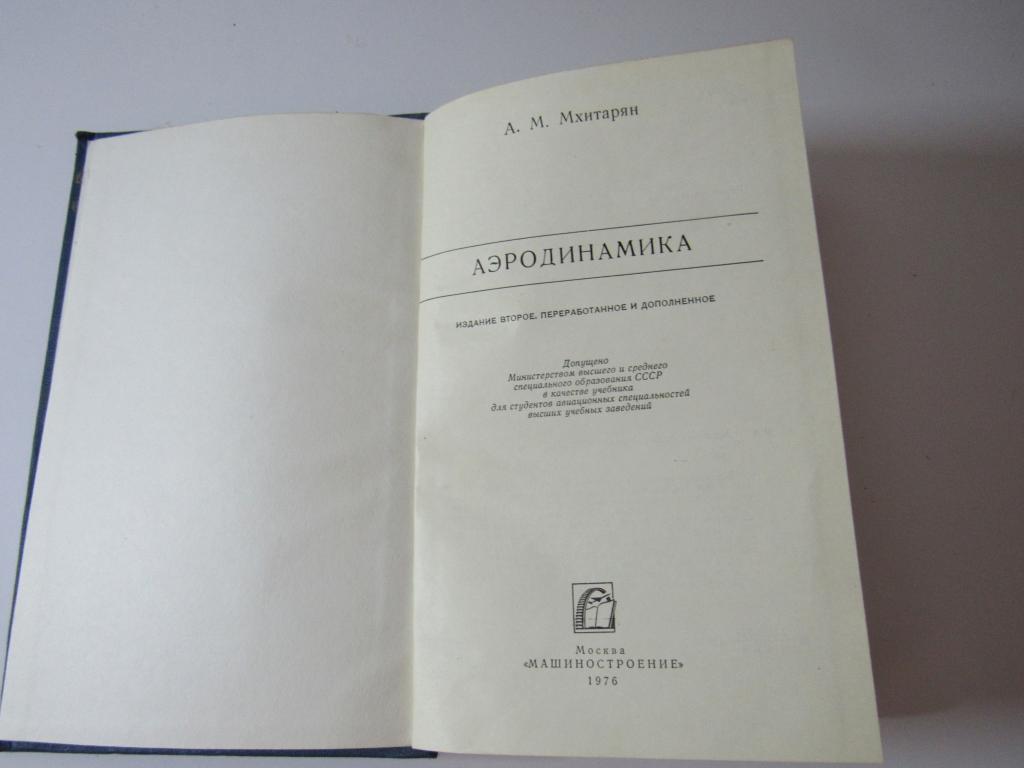 А. М. Мхитарян
АЭРОДИНАМИКА
ИЗДАНИЕ ВТОРОЕ, ПЕРЕРАБОТАННОЕ И ДОПОЛНЕННОЕ
Допущено
Министерством высшего и среднего
специального образования СССР
в качестве учебника
для студентов авиационных специальностей
высших учебных заведений
Москва
«МАШИНОСТРОЕНИЕ»
1976